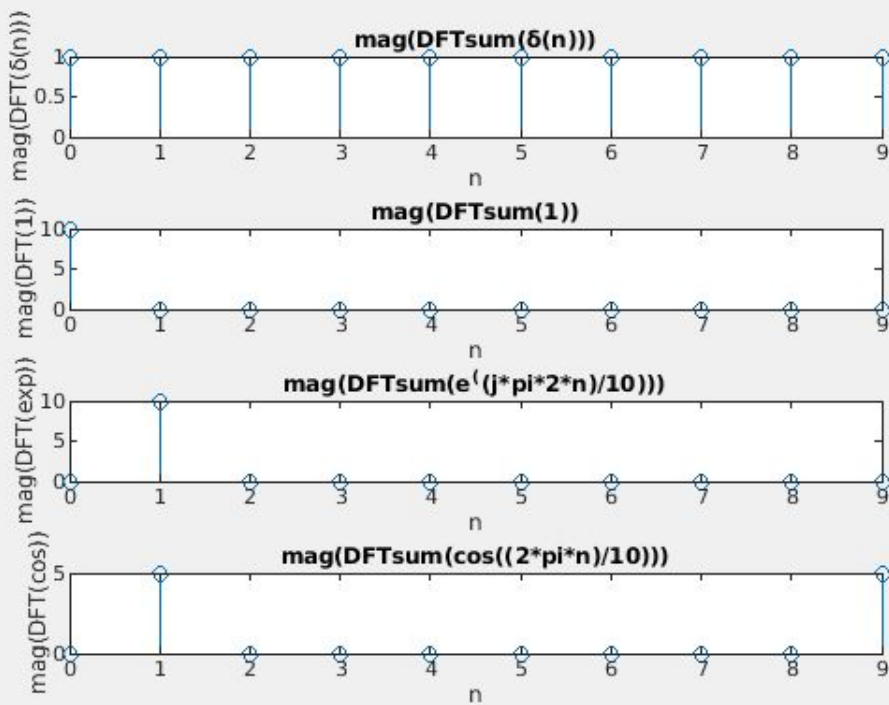 mag(DFTsum(δ(n)))
mag(DFT(δ(n)))
1
0.5
0
0 1 2 3 4 5 6 7 8 9
n
mag(DFTsum(1))
mag(DFT(1))
10
5
0
0 1 2 3 4 5 6 7 8 9
n
mag(DFTsum(e⁽(j*pi*2*n)/10)))
mag(DFT(exp))
10
5
0
0 1 2 3 4 5 6 7 8 9
n
mag(DFTsum(cos((2*pi*n)/10)))
mag(DFT(cos))
5
0
0 1 2 3 4 5 6 7 8 9
n